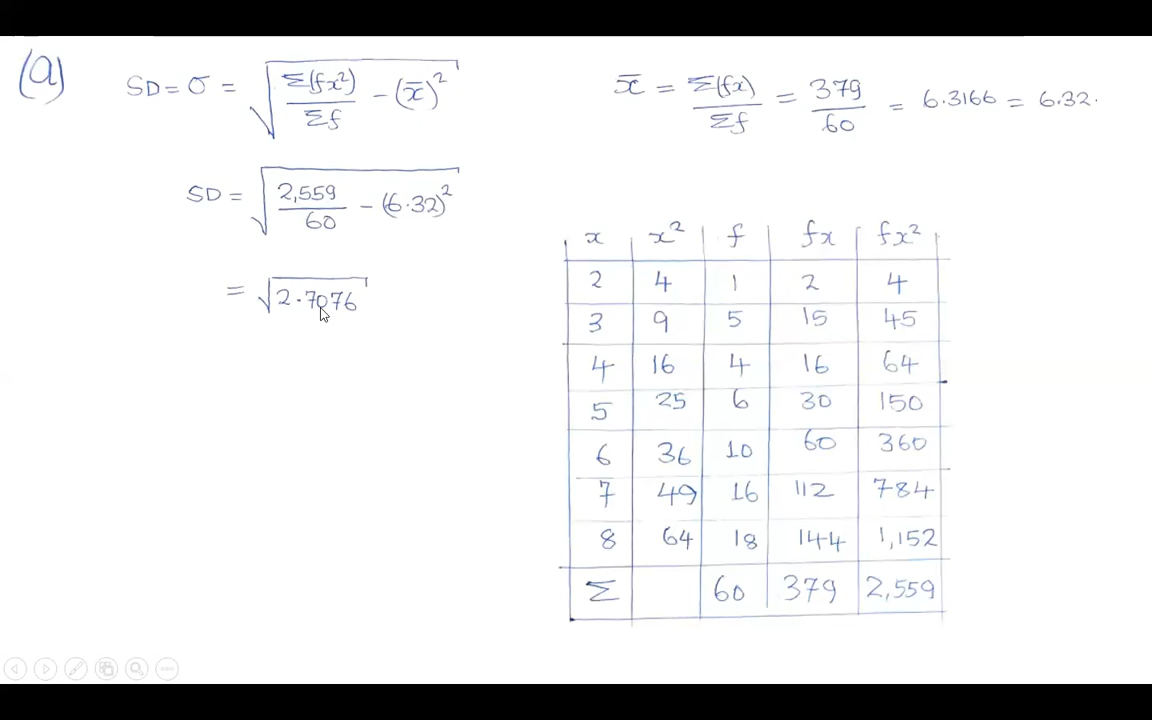 (a)
SD = σ = √(Σ(fx²)/Σf − (x̄)²)
x̄ = Σ(fx)/Σf = 379/60 = 6.3166 = 6.32.
SD = √(2,559/60 − (6.32)²)
= √2.7076
x x² f fx fx²
2 4 1 2 4
3 9 5 15 45
4 16 4 16 64
5 25 6 30 150
6 36 10 60 360
7 49 16 112 784
8 64 18 144 1,152
Σ 60 379 2,559